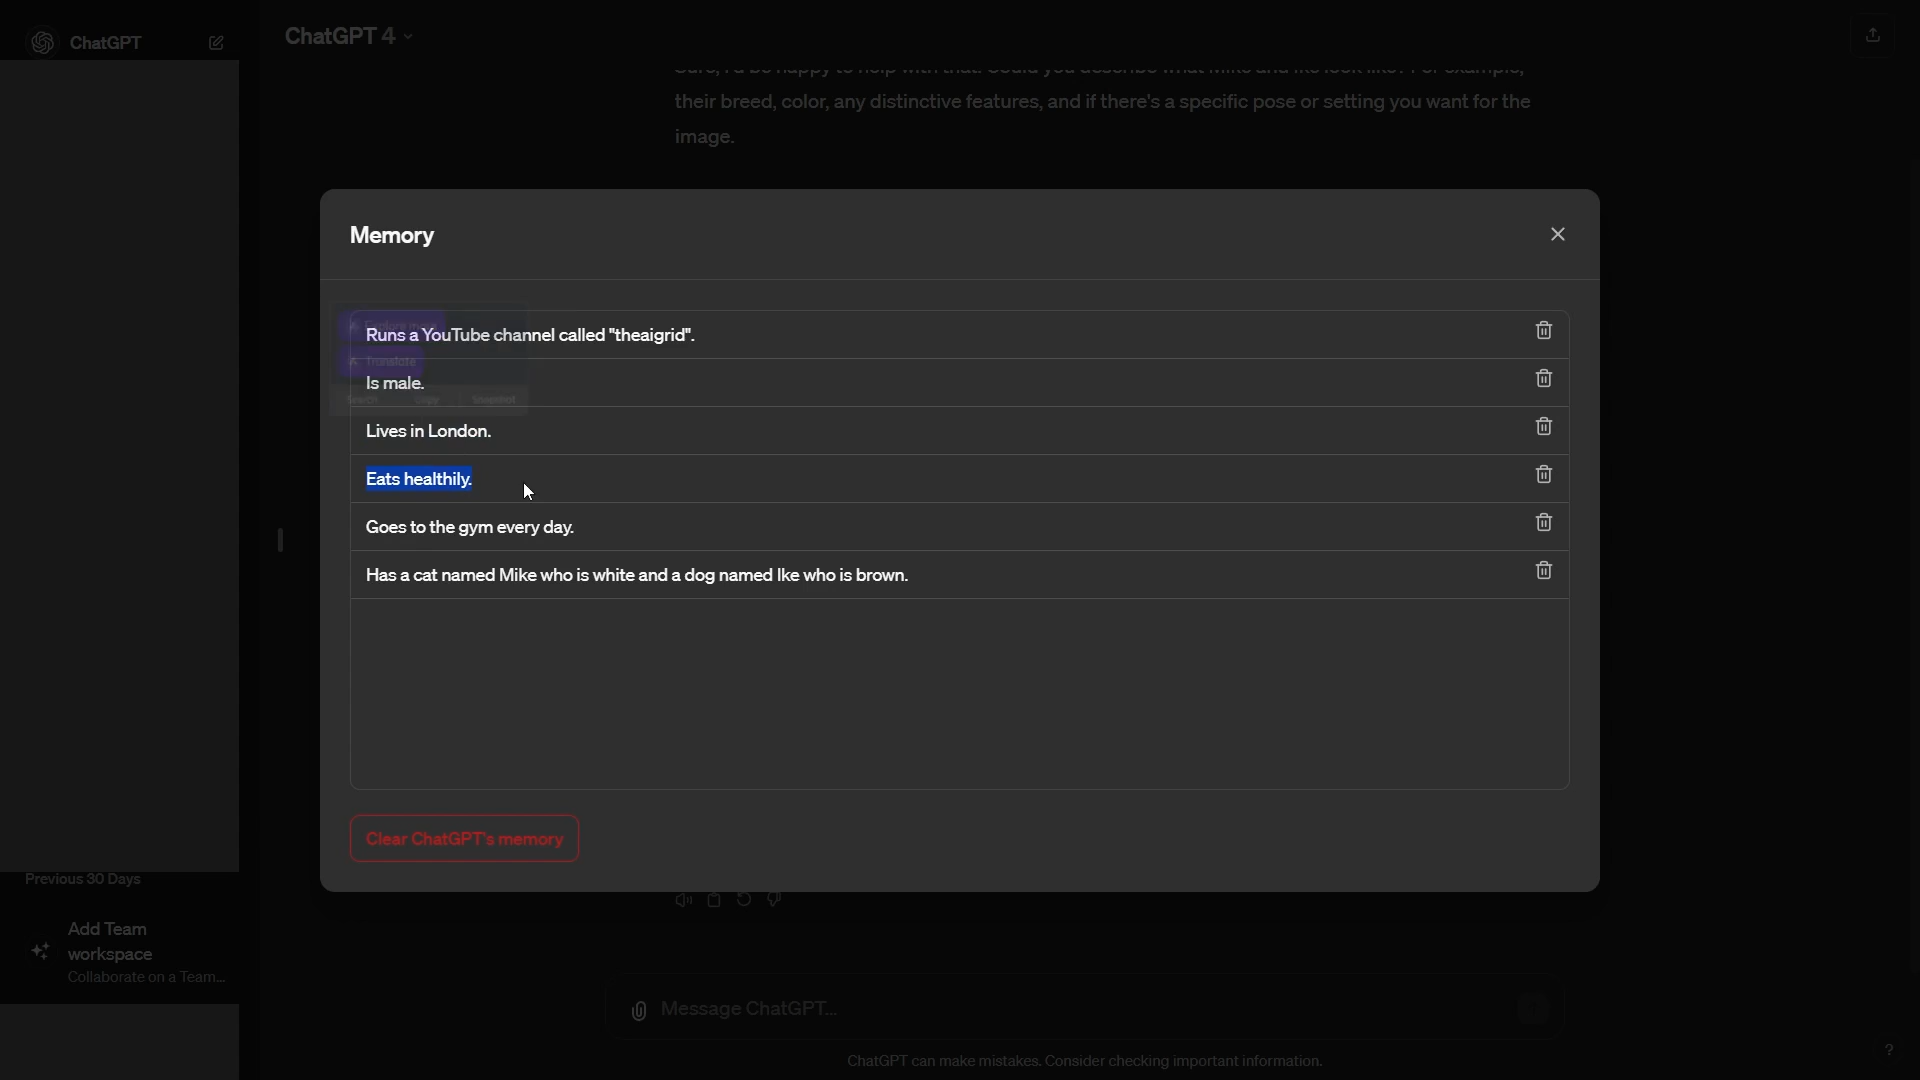 ChatGPT
ChatGPT 4
their breed, color, any distinctive features, and if there's a specific pose or setting you want for the
image.
Memory
Runs a YouTube channel called "theaigrid".
Translate
Is male.
Search Copy Snapshot
Lives in London.
Eats healthily.
Goes to the gym every day.
Has a cat named Mike who is white and a dog named Ike who is brown.
Clear ChatGPT's memory
Previous 30 Days
Add Team
workspace
Collaborate on a Team...
Message ChatGPT...
ChatGPT can make mistakes. Consider checking important information.
?